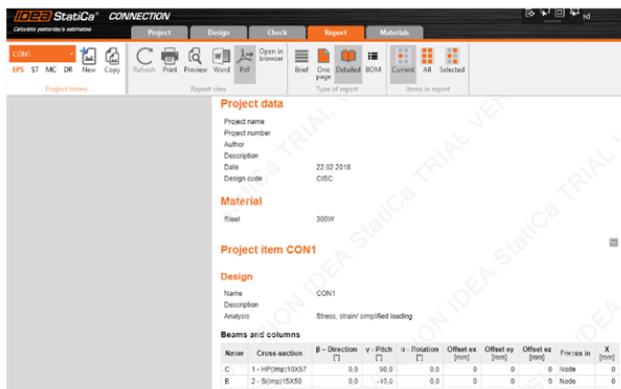 IDEA StatiCa® CONNECTION
Calculate yesterday's estimates
Project Design Check Report Materials
CON1
EPS ST MC DR New Copy
Refresh Print Preview Word Pdf Open in browser
Brief One page Detailed BOM
Current All Selected
Project items Report view Type of report Items in report
Project data
Project name
Project number
Author
Description
Date 22.02.2018
Design code CISC
Material
Steel 300W
Project item CON1
Design
Name CON1
Description
Analysis Stress, strain/ simplified loading
Beams and columns
Name Cross-section β – Direction [°] γ - Pitch [°] α - Rotation [°] Offset ex [mm] Offset ey [mm] Offset ez [mm] Forces in X [mm]
C 1 - HP(Imp)10X57 0,0 90,0 0,0 0 0 0 Node 0
B 2 - S(Imp)15X50 0,0 -10,0 0,0 0 0 0 Node 0